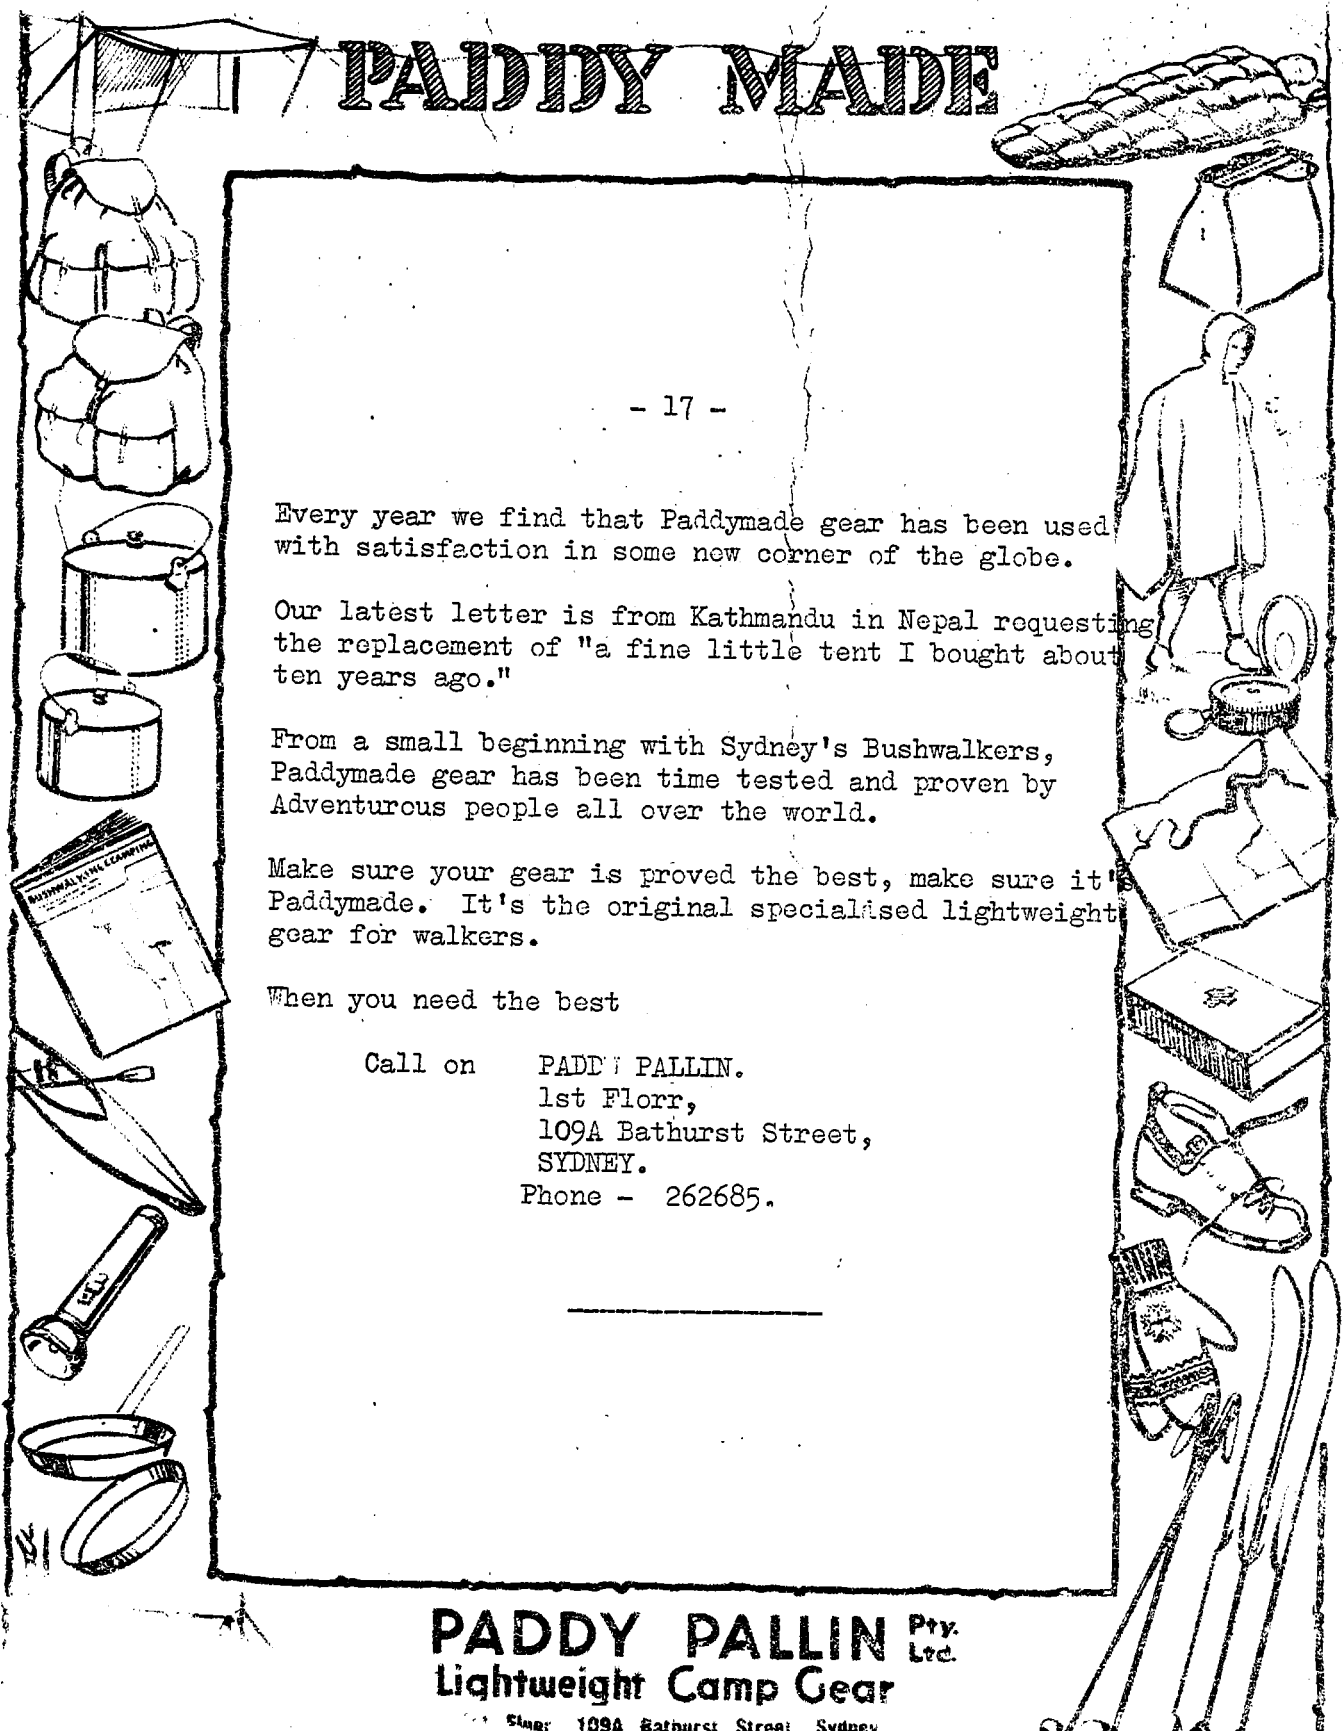 PADDY MADE
- 17 -
Every year we find that Paddymade gear has been used
with satisfaction in some new corner of the globe.
Our latest letter is from Kathmandu in Nepal requesting
the replacement of "a fine little tent I bought about
ten years ago."
From a small beginning with Sydney's Bushwalkers,
Paddymade gear has been time tested and proven by
Adventurous people all over the world.
Make sure your gear is proved the best, make sure it's
Paddymade. It's the original specialised lightweight
gear for walkers.
When you need the best
Call on PADDY PALLIN.
1st Florr,
109A Bathurst Street,
SYDNEY.
Phone - 262685.
BUSHWALKING & CAMPING
PADDY PALLIN Pty.
Ltd.
Lightweight Camp Gear
109A Bathurst Street Sydney